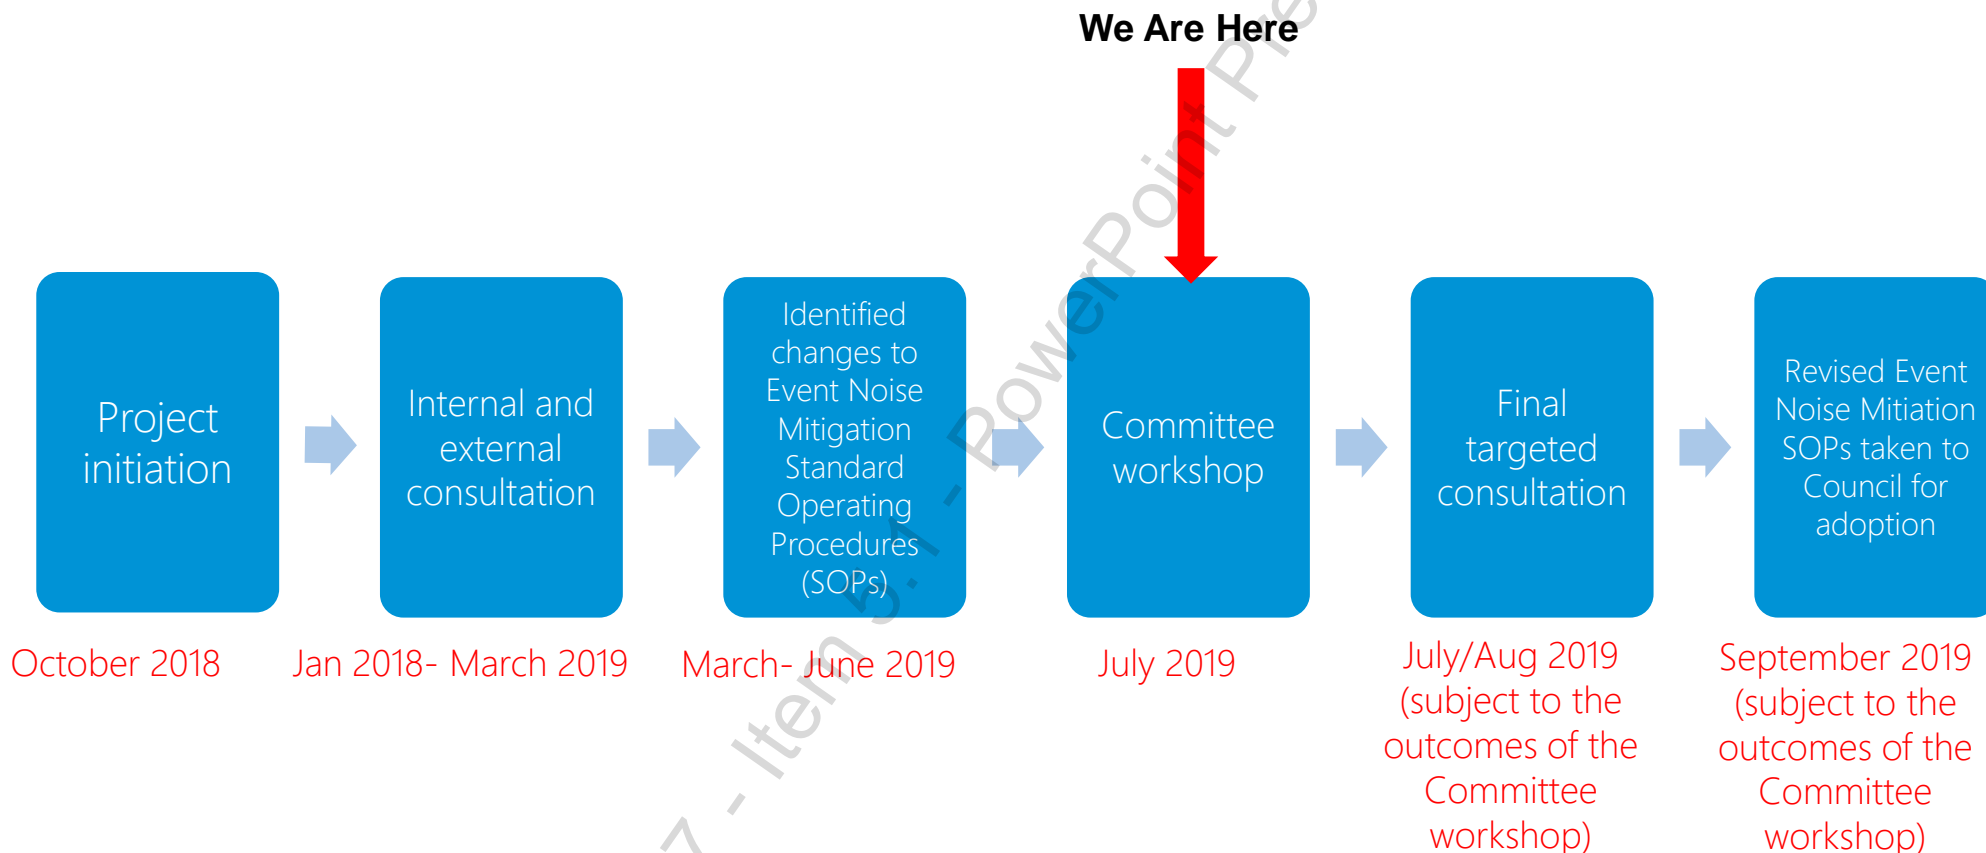 We Are Here
Project
initiation
Internal and
external
consultation
Identified
changes to
Event Noise
Mitigation
Standard
Operating
Procedures
(SOPs)
Committee
workshop
Final
targeted
consultation
Revised Event
Noise Mitiation
SOPs taken to
Council for
adoption
October 2018
Jan 2018- March 2019
March- June 2019
July 2019
July/Aug 2019
(subject to the
outcomes of the
Committee
workshop)
September 2019
(subject to the
outcomes of the
Committee
workshop)
7 - Item 5.1 - PowerPoint Pre